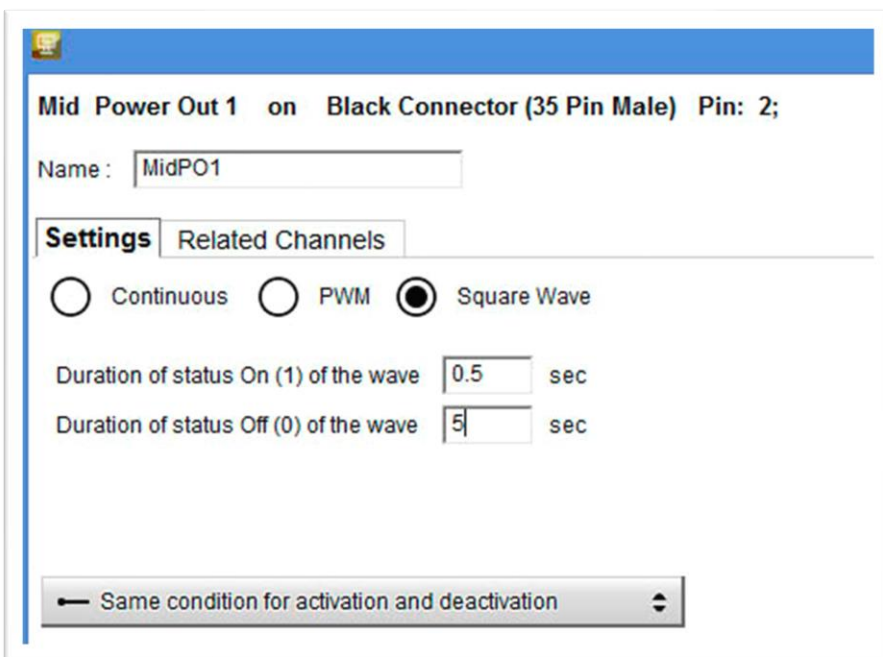 Mid Power Out 1 on Black Connector (35 Pin Male) Pin: 2;
Name : MidPO1
Settings Related Channels
Continuous PWM Square Wave
Duration of status On (1) of the wave 0.5 sec
Duration of status Off (0) of the wave 5 sec
Same condition for activation and deactivation